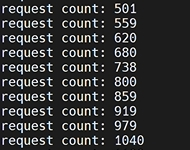 request count: 501
request count: 559
request count: 620
request count: 680
request count: 738
request count: 800
request count: 859
request count: 919
request count: 979
request count: 1040